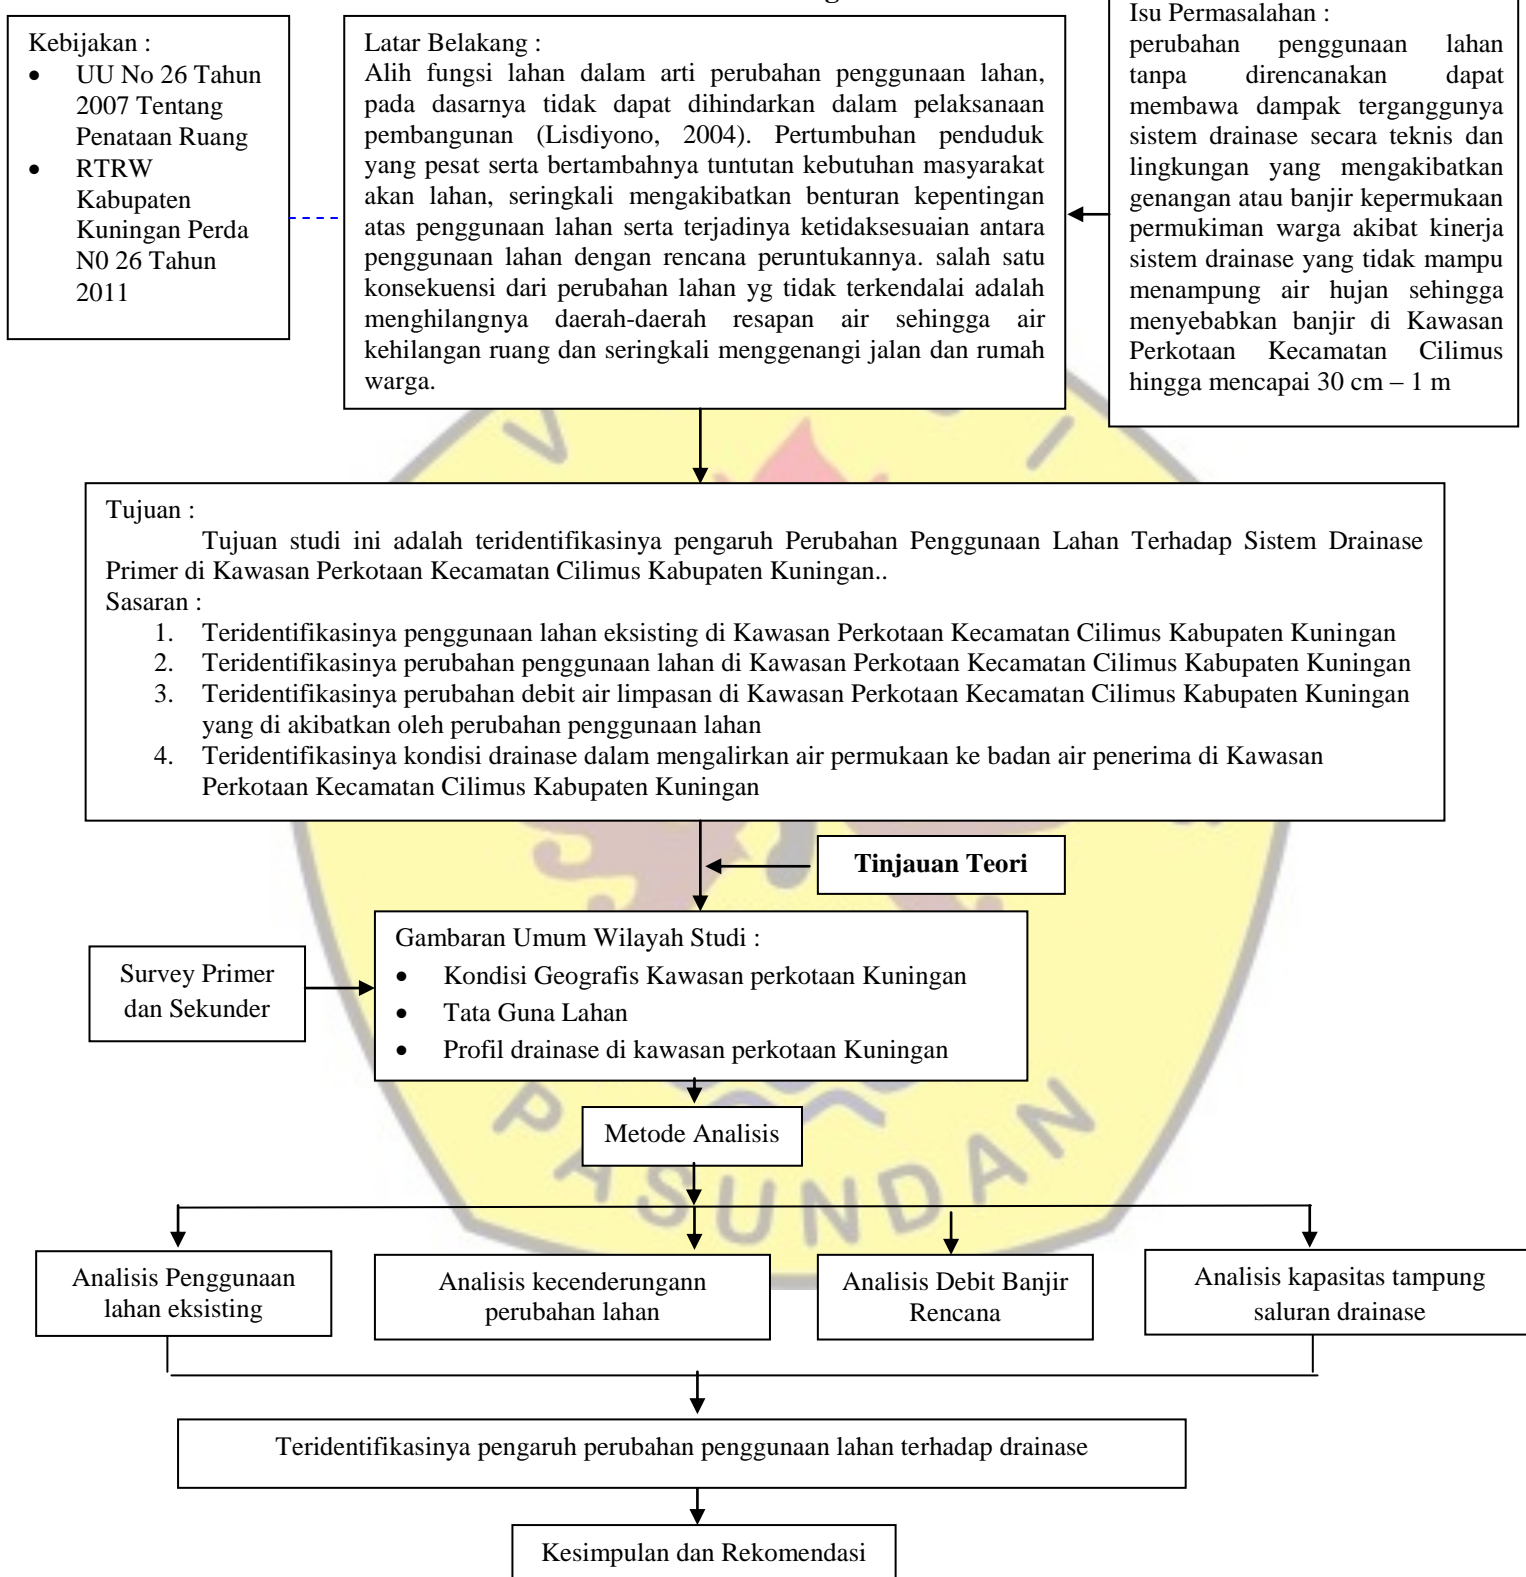 Kebijakan :
• UU No 26 Tahun
2007 Tentang
Penataan Ruang
• RTRW
Kabupaten
Kuningan Perda
N0 26 Tahun
2011
Latar Belakang :
Alih fungsi lahan dalam arti perubahan penggunaan lahan,
pada dasarnya tidak dapat dihindarkan dalam pelaksanaan
pembangunan (Lisdiyono, 2004). Pertumbuhan penduduk
yang pesat serta bertambahnya tuntutan kebutuhan masyarakat
akan lahan, seringkali mengakibatkan benturan kepentingan
atas penggunaan lahan serta terjadinya ketidaksesuaian antara
penggunaan lahan dengan rencana peruntukannya. salah satu
konsekuensi dari perubahan lahan yg tidak terkendalai adalah
menghilangnya daerah-daerah resapan air sehingga air
kehilangan ruang dan seringkali menggenangi jalan dan rumah
warga.
Isu Permasalahan :
perubahan penggunaan lahan
tanpa direncanakan dapat
membawa dampak terganggunya
sistem drainase secara teknis dan
lingkungan yang mengakibatkan
genangan atau banjir kepermukaan
permukiman warga akibat kinerja
sistem drainase yang tidak mampu
menampung air hujan sehingga
menyebabkan banjir di Kawasan
Perkotaan Kecamatan Cilimus
hingga mencapai 30 cm – 1 m
Tujuan :
Tujuan studi ini adalah teridentifikasinya pengaruh Perubahan Penggunaan Lahan Terhadap Sistem Drainase
Primer di Kawasan Perkotaan Kecamatan Cilimus Kabupaten Kuningan..
Sasaran :
1. Teridentifikasinya penggunaan lahan eksisting di Kawasan Perkotaan Kecamatan Cilimus Kabupaten Kuningan
2. Teridentifikasinya perubahan penggunaan lahan di Kawasan Perkotaan Kecamatan Cilimus Kabupaten Kuningan
3. Teridentifikasinya perubahan debit air limpasan di Kawasan Perkotaan Kecamatan Cilimus Kabupaten Kuningan
yang di akibatkan oleh perubahan penggunaan lahan
4. Teridentifikasinya kondisi drainase dalam mengalirkan air permukaan ke badan air penerima di Kawasan
Perkotaan Kecamatan Cilimus Kabupaten Kuningan
Tinjauan Teori
Survey Primer
dan Sekunder
Gambaran Umum Wilayah Studi :
• Kondisi Geografis Kawasan perkotaan Kuningan
• Tata Guna Lahan
• Profil drainase di kawasan perkotaan Kuningan
Metode Analisis
PASUNDAN
Analisis Penggunaan
lahan eksisting
Analisis kecenderungann
perubahan lahan
Analisis Debit Banjir
Rencana
Analisis kapasitas tampung
saluran drainase
Teridentifikasinya pengaruh perubahan penggunaan lahan terhadap drainase
Kesimpulan dan Rekomendasi